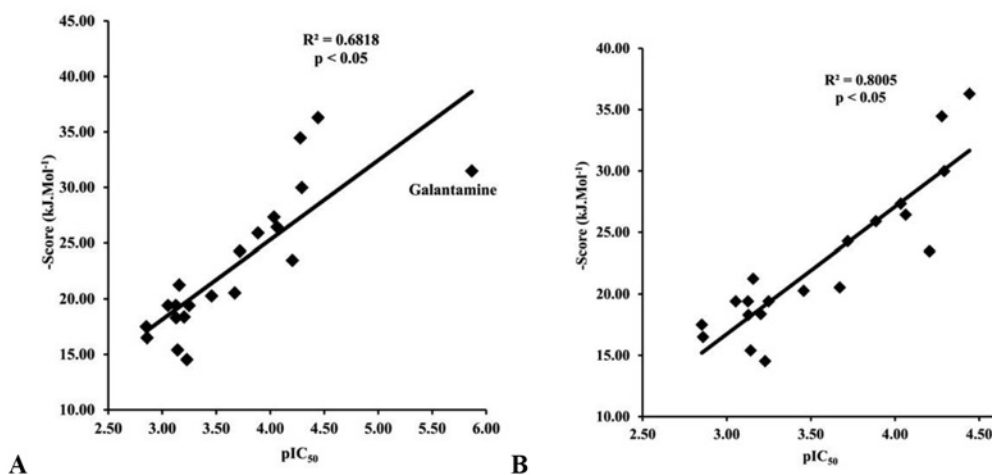 45.00
40.00
35.00
30.00
25.00
20.00
15.00
10.00
-Score (kJ.Mol⁻¹)
R² = 0.6818
p < 0.05
Galantamine
2.50 3.00 3.50 4.00 4.50 5.00 5.50 6.00
pIC₅₀
A
40.00
35.00
30.00
25.00
20.00
15.00
10.00
-Score (kJ.Mol⁻¹)
R² = 0.8005
p < 0.05
2.50 3.00 3.50 4.00 4.50
pIC₅₀
B